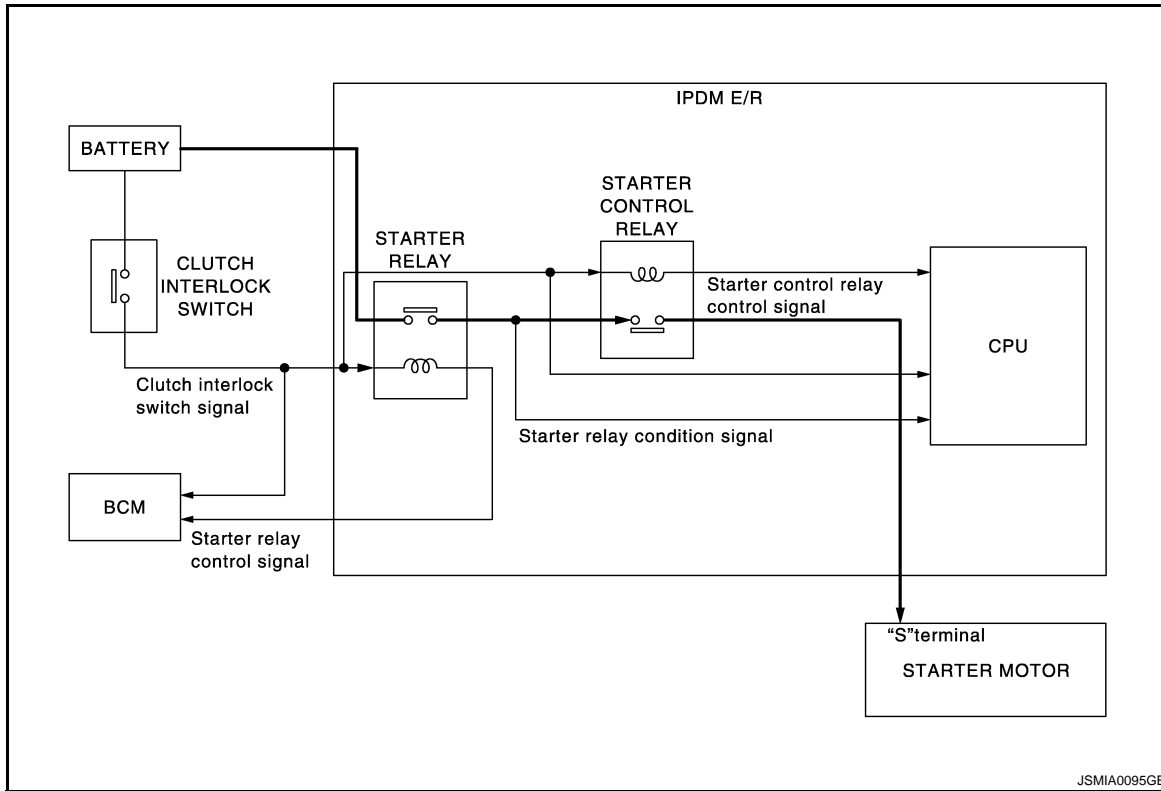 IPDM E/R
BATTERY
STARTER
CONTROL
RELAY
STARTER
RELAY
CLUTCH
INTERLOCK
SWITCH
Starter control relay
control signal
CPU
Clutch interlock
switch signal
Starter relay condition signal
BCM
Starter relay
control signal
“S”terminal
STARTER MOTOR
JSMIA0095GE